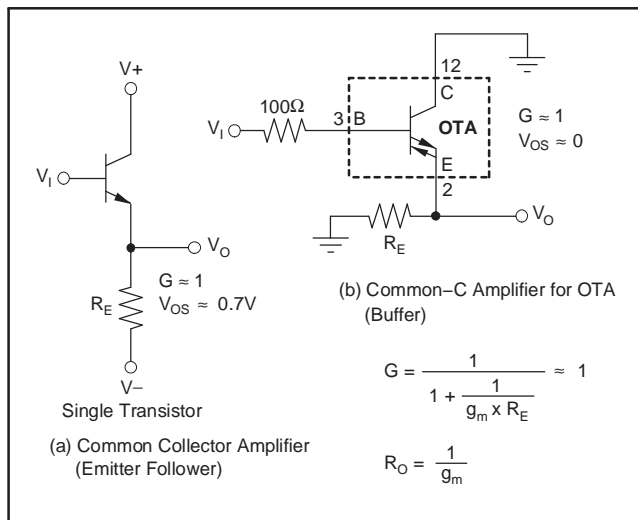 V+
V_I
V_O
R_E
G ≈ 1
V_OS ≈ 0.7V
V−
Single Transistor
(a) Common Collector Amplifier
(Emitter Follower)
12
C
100Ω
3
B
V_I
OTA
E
2
G ≈ 1
V_OS ≈ 0
V_O
R_E
(b) Common−C Amplifier for OTA
(Buffer)
G = 1 / (1 + 1 / (g_m x R_E)) ≈ 1
R_O = 1 / g_m